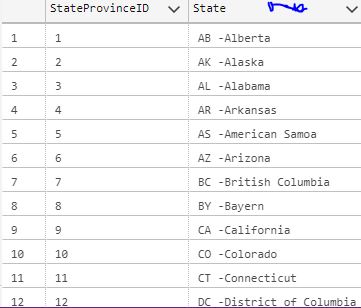 StateProvinceID State
1 1 AB -Alberta
2 2 AK -Alaska
3 3 AL -Alabama
4 4 AR -Arkansas
5 5 AS -American Samoa
6 6 AZ -Arizona
7 7 BC -British Columbia
8 8 BY -Bayern
9 9 CA -California
10 10 CO -Colorado
11 11 CT -Connecticut
12 12 DC -District of Columbia